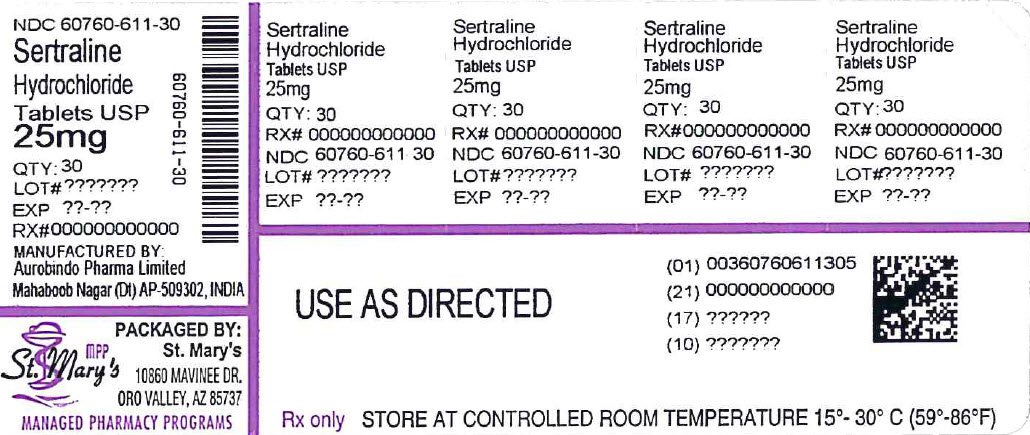 NDC 60760-611-30
Sertraline
Hydrochloride
Tablets USP
25mg
QTY: 30
LOT# ???????
EXP ??-??
RX#000000000000
MANUFACTURED BY:
Aurobindo Pharma Limited
Mahaboob Nagar (Dt) AP-509302, INDIA
60760-611-30
MPP
St. Mary's
PACKAGED BY:
St. Mary's
10860 MAVINEE DR.
ORO VALLEY, AZ 85737
MANAGED PHARMACY PROGRAMS
Sertraline
Hydrochloride
Tablets USP
25mg
QTY: 30
RX# 000000000000
NDC 60760-611 30
LOT# ???????
EXP ??-??
Sertraline
Hydrochloride
Tablets USP
25mg
QTY: 30
RX# 000000000000
NDC 60760-611-30
LOT#???????
EXP ??-??
Sertraline
Hydrochloride
Tablets USP
25mg
QTY: 30
RX#000000000000
NDC 60760-611-30
LOT# ???????
EXP ??-??
Sertraline
Hydrochloride
Tablets USP
25mg
QTY: 30
RX# 000000000000
NDC 60760-611-30
LOT#???????
EXP ??-??
USE AS DIRECTED
(01) 00360760611305
(21) 000000000000
(17) ??????
(10) ???????
Rx only STORE AT CONTROLLED ROOM TEMPERATURE 15°- 30° C (59°-86°F)